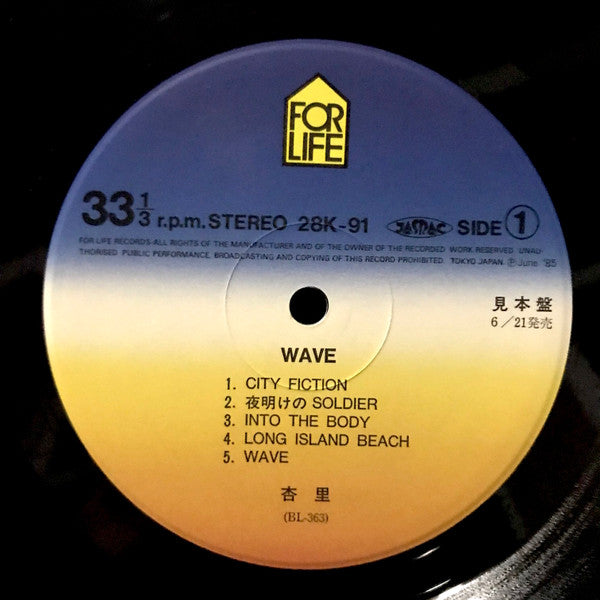 FOR
LIFE
33 1/3 r.p.m. STEREO 28K-91 JASRAC SIDE 1
FOR LIFE RECORDS·ALL RIGHTS OF THE MANUFACTURER AND OF THE OWNER OF THE RECORDED WORK RESERVED UNAU-
THORISED PUBLIC PERFORMANCE, BROADCASTING AND COPYING OF THIS RECORD PROHIBITED. TOKYO JAPAN. ℗June '85
見本盤
6/21発売
WAVE
1. CITY FICTION
2. 夜明けの SOLDIER
3. INTO THE BODY
4. LONG ISLAND BEACH
5. WAVE
杏里
(BL-363)